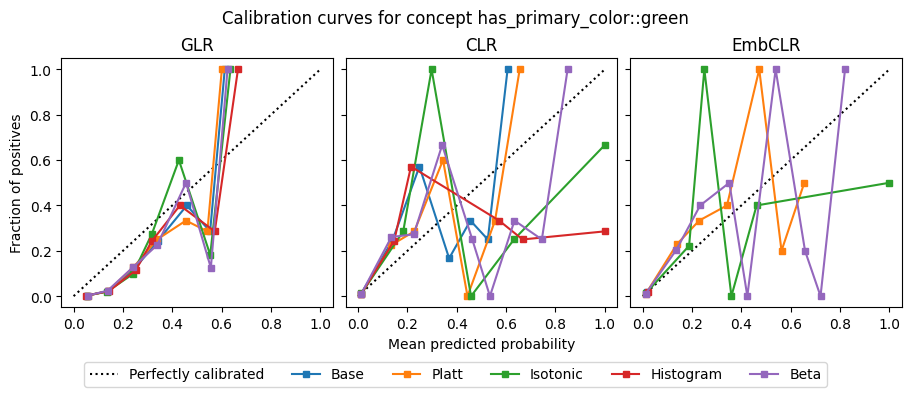 Calibration curves for concept has_primary_color::green
GLR
CLR
EmbCLR
Fraction of positives
1.0
0.8
0.6
0.4
0.2
0.0
0.0 0.2 0.4 0.6 0.8 1.0
0.0 0.2 0.4 0.6 0.8 1.0
0.0 0.2 0.4 0.6 0.8 1.0
Mean predicted probability
Perfectly calibrated Base Platt Isotonic Histogram Beta